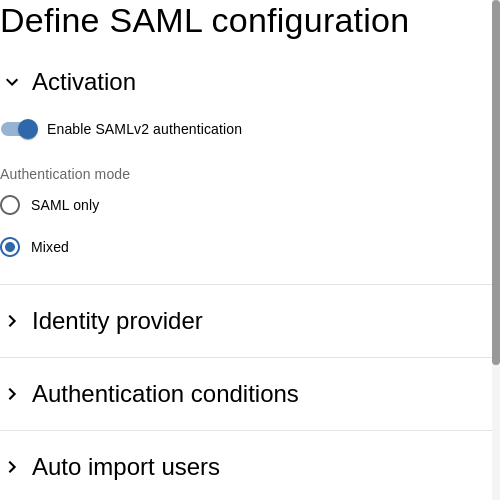 Define SAML configuration
Activation
Enable SAMLv2 authentication
Authentication mode
SAML only
Mixed
Identity provider
Authentication conditions
Auto import users